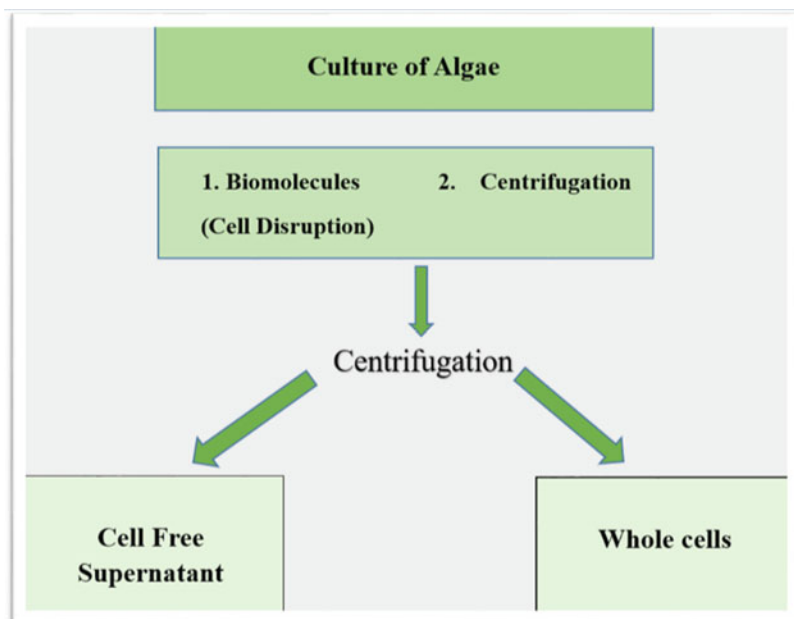 Culture of Algae
1. Biomolecules 2. Centrifugation
(Cell Disruption)
Centrifugation
Cell Free
Supernatant
Whole cells